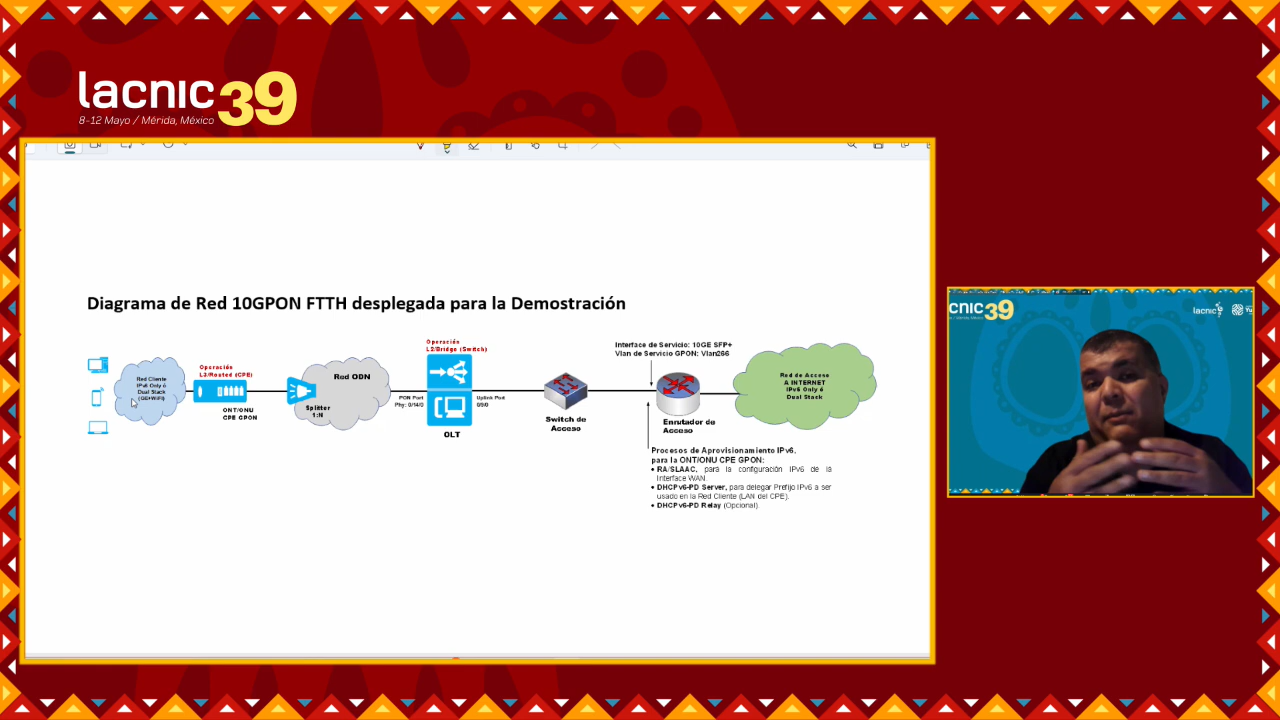 lacnic39
8-12 Mayo / Mérida, México
Diagrama de Red 10GPON FTTH desplegada para la Demostración
Red Cliente
IPv6 Only ó
Dual Stack
(GE+WiFi)
Operación
L3/Routed (CPE)
ONT/ONU
CPE GPON
Red ODN
Splitter
1:N
Operación
L2/Bridge (Switch)
PON Port
Phy: 0/14/0
Uplink Port
0/9/0
OLT
Switch de
Acceso
Interface de Servicio: 10GE SFP+
Vlan de Servicio GPON: Vlan266
Enrutador de
Acceso
Red de Acceso
A INTERNET
IPv6 Only ó
Dual Stack
Procesos de Aprovisionamiento IPv6,
para la ONT/ONU CPE GPON:
• RA/SLAAC, para la configuración IPv6 de la
Interface WAN.
• DHCPv6-PD Server, para delegar Prefijo IPv6 a ser
usado en la Red Cliente (LAN del CPE).
• DHCPv6-PD Relay (Opcional)
cnic39
lacnic